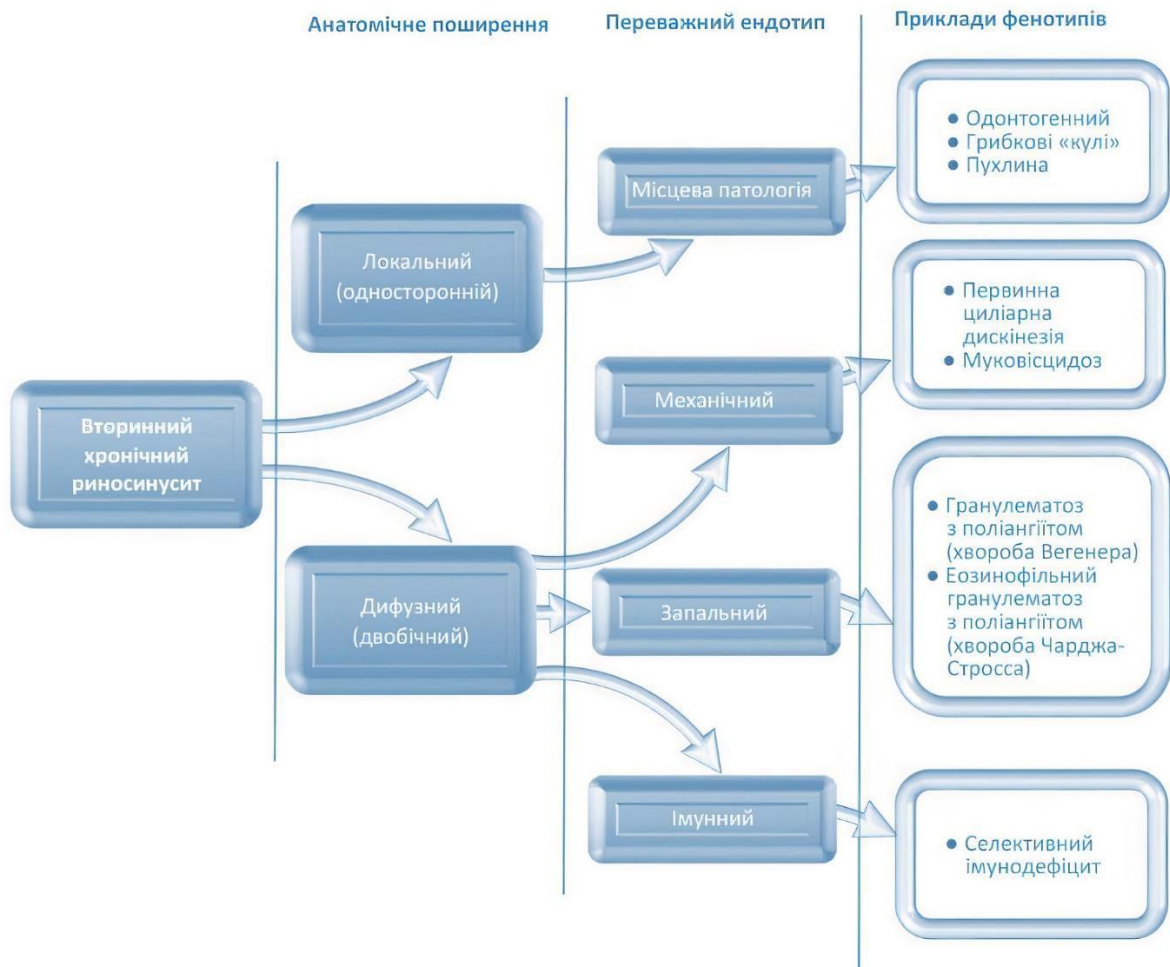 Анатомічне поширення
Переважний ендотип
Приклади фенотипів
Вторинний
хронічний
риносинусит
Локальний
(односторонній)
Дифузний
(двобічний)
Місцева патологія
Механічний
Запальний
Імунний
● Одонтогенний
● Грибкові «кулі»
● Пухлина
● Первинна
циліарна
дискінезія
● Муковісцидоз
● Гранулематоз
з поліангіїтом
(хвороба Вегенера)
● Еозинофільний
гранулематоз
з поліангіїтом
(хвороба Чарджа-
Стросса)
● Селективний
імунодефіцит